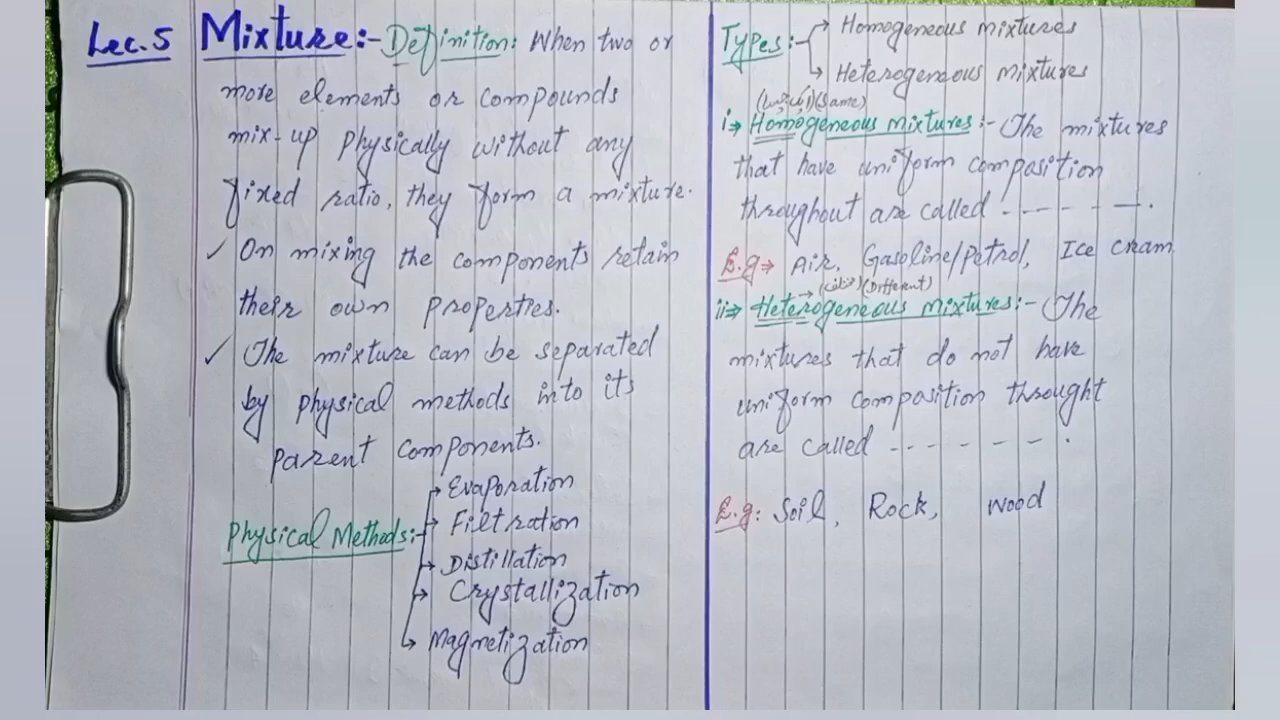 Lec. 5
Mixture:- Definition: When two or
more elements or compounds
mix-up physically without any
fixed ratio, they form a mixture.
✓ On mixing the components retain
their own properties.
✓ The mixture can be separated
by physical methods into its
parent components.
Physical Methods:-
→ Evaporation
→ Filtration
→ Distillation
→ Crystallization
→ Magnetization
Types:-
→ Homogeneous mixtures
→ Heterogeneous mixtures
(Same)
i⇒ Homogeneous mixtures:- The mixtures
that have uniform composition
throughout are called ------.
E.g⇒ Air, Gasoline/Petrol, Ice cream
→ (Different)
ii⇒ Heterogeneous mixtures:- The
mixtures that do not have
uniform composition throught
are called -------.
E.g: Soil, Rock, wood